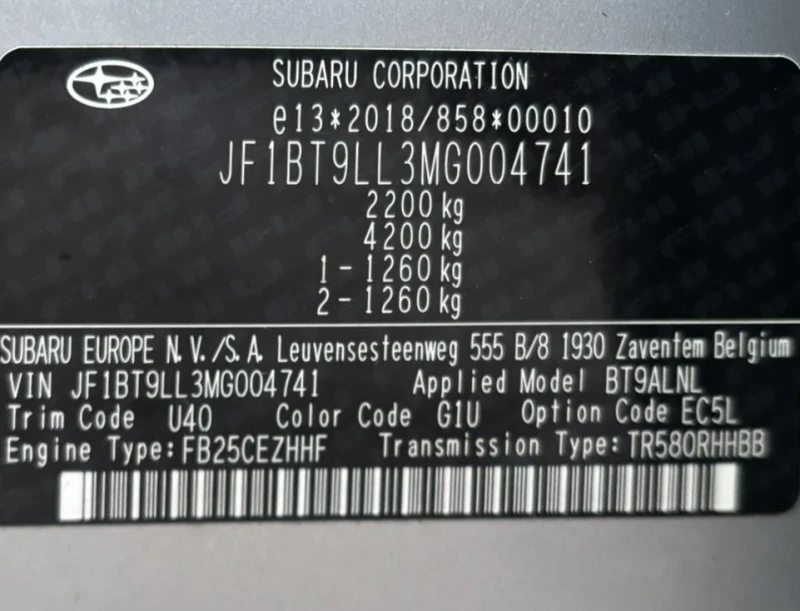 SUBARU CORPORATION
e13*2018/858*00010
JF1BT9LL3MG004741
2200 kg
4200 kg
1 - 1260 kg
2 - 1260 kg
SUBARU EUROPE N.V./S.A. Leuvensesteenweg 555 B/8 1930 Zaventem Belgium
VIN JF1BT9LL3MG004741 Applied Model BT9ALNL
Trim Code U40 Color Code G1U Option Code EC5L
Engine Type:FB25CEZHHF Transmission Type:TR580RHHBB